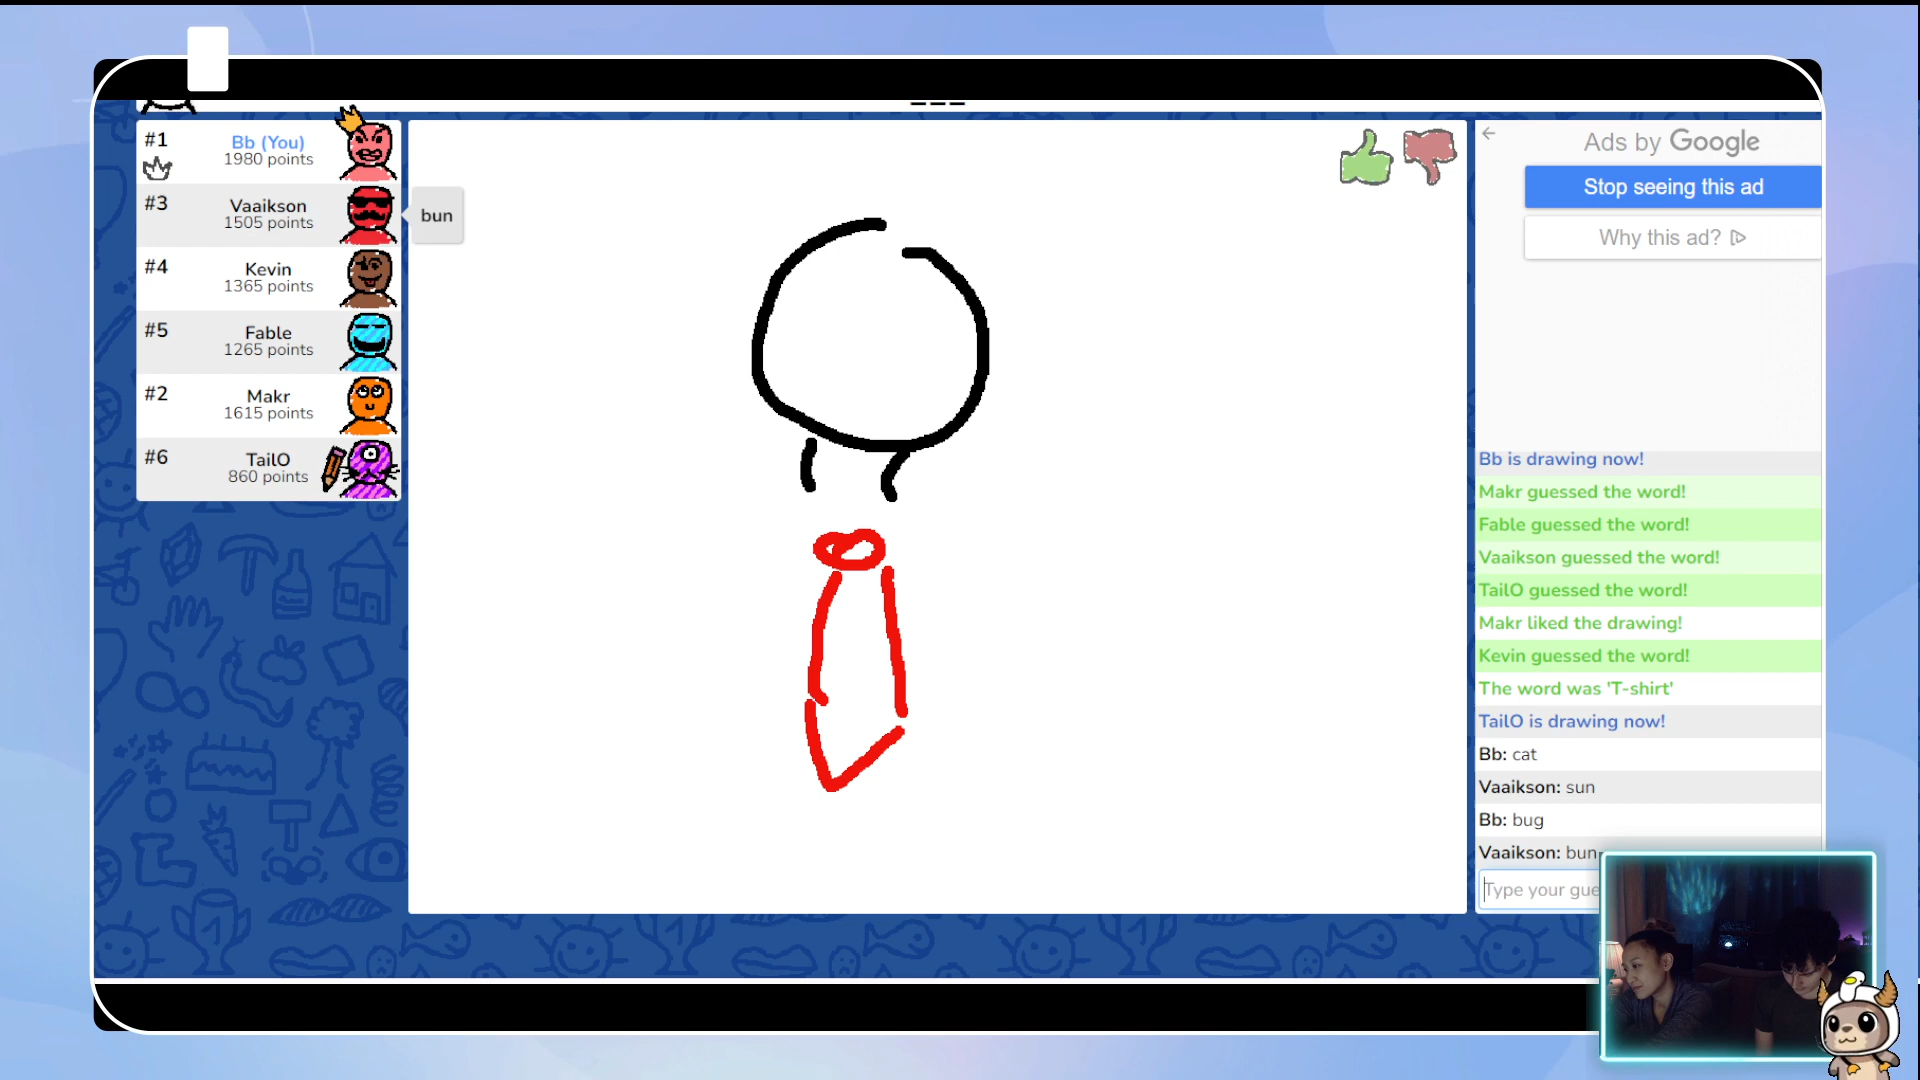 #1
Bb (You)
1980 points
#3
Vaaikson
1505 points
bun
#4
Kevin
1365 points
#5
Fable
1265 points
#2
Makr
1615 points
#6
TailO
860 points
Ads by Google
Stop seeing this ad
Why this ad?
Bb is drawing now!
Makr guessed the word!
Fable guessed the word!
Vaaikson guessed the word!
TailO guessed the word!
Makr liked the drawing!
Kevin guessed the word!
The word was 'T-shirt'
TailO is drawing now!
Bb: cat
Vaaikson: sun
Bb: bug
Vaaikson: bun
Type your gue